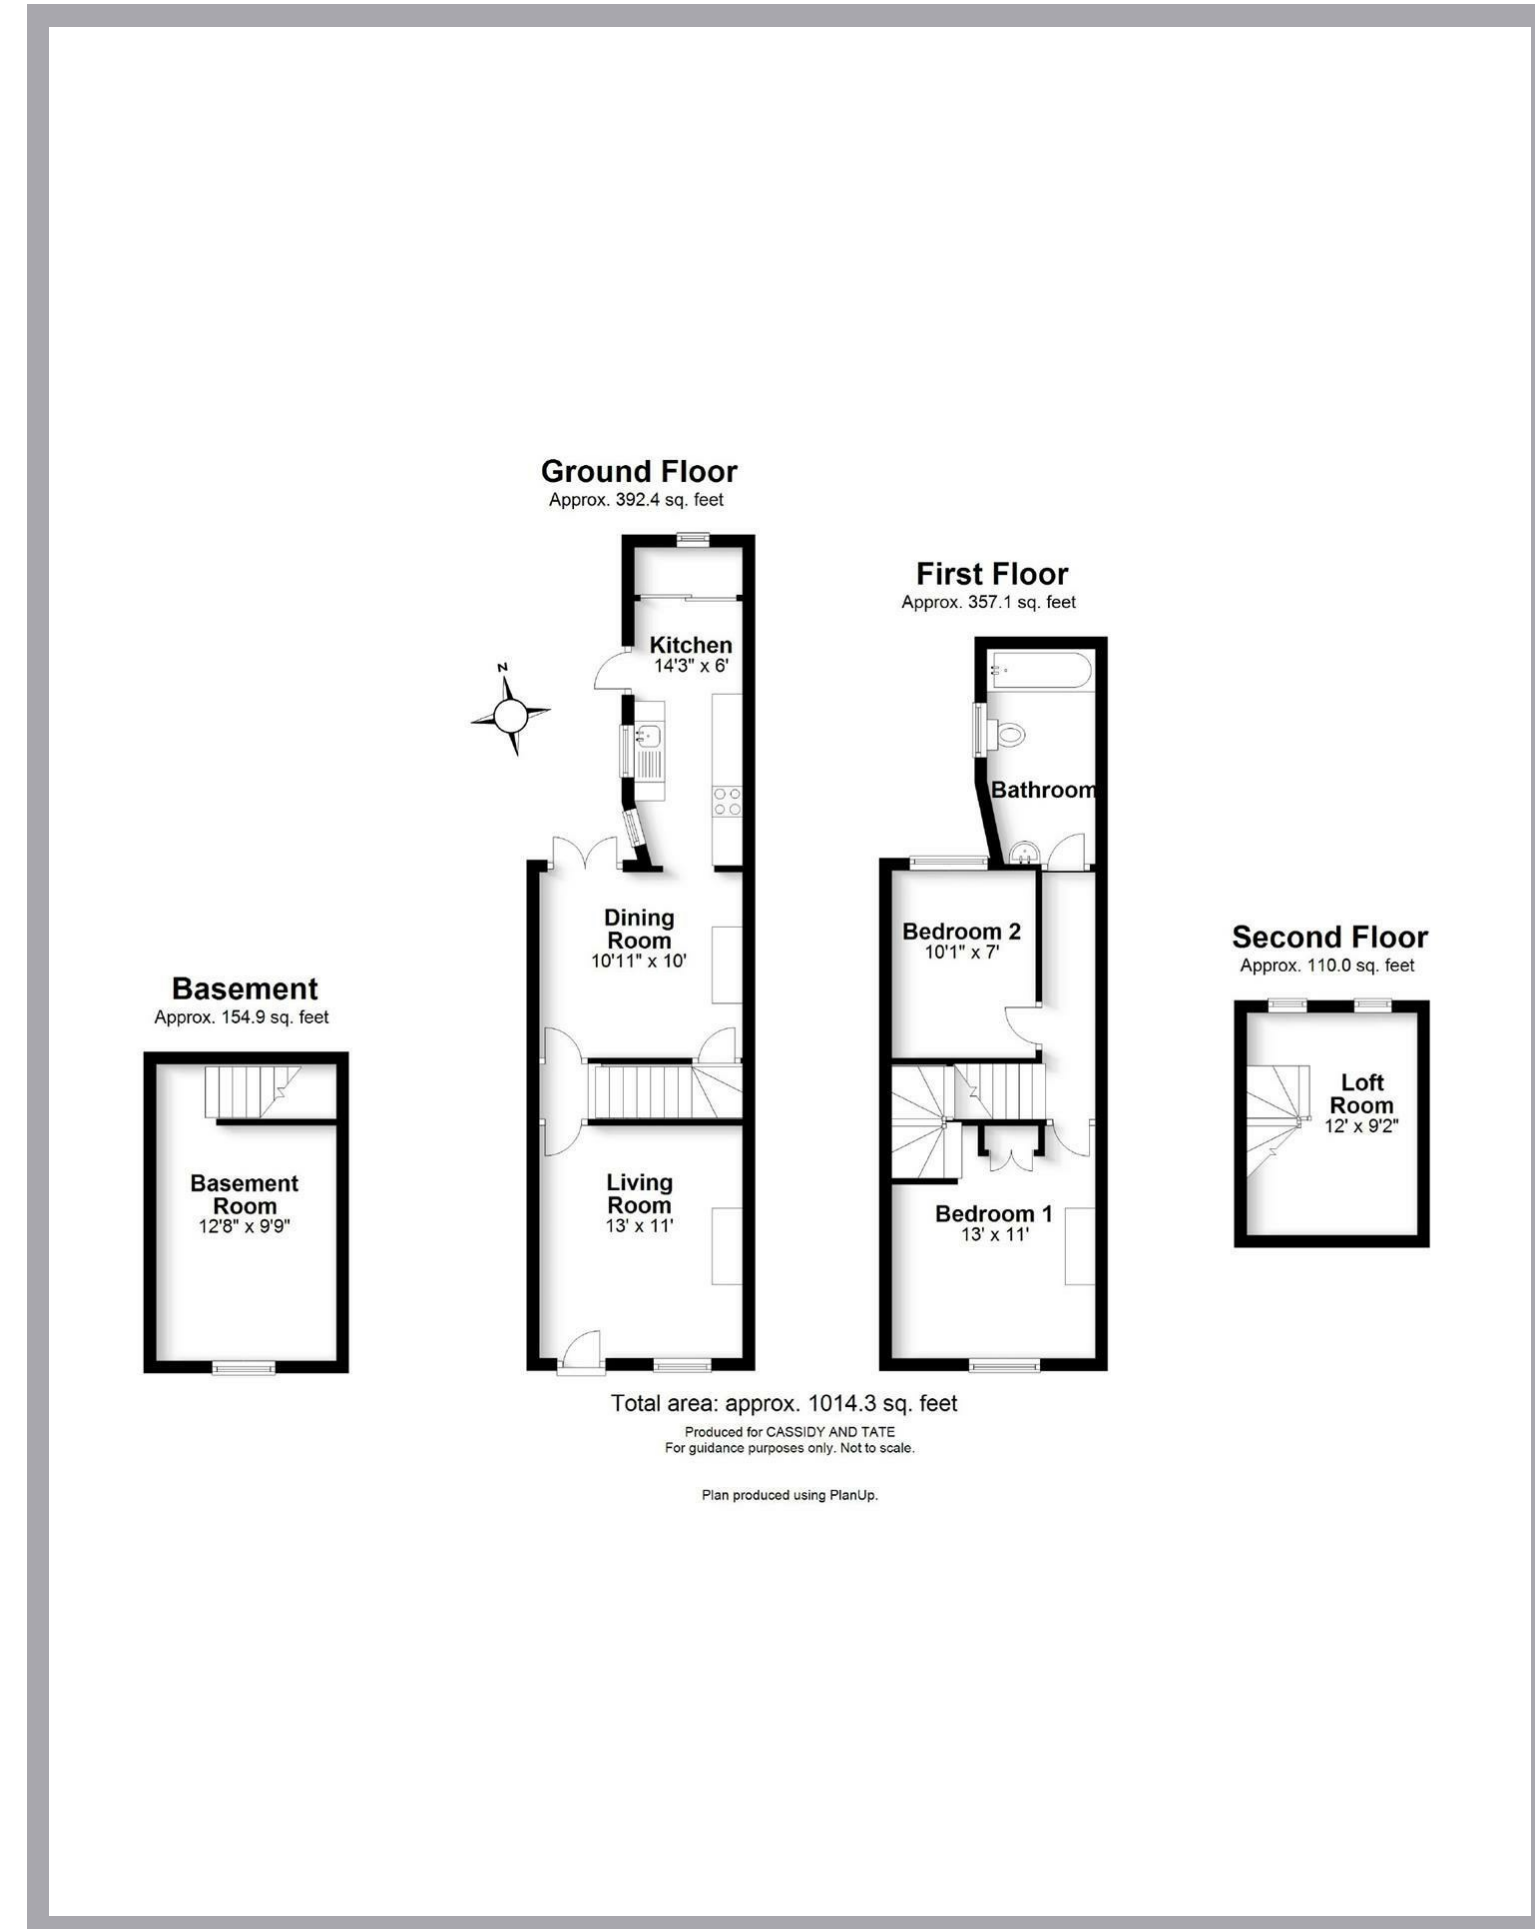 Ground Floor
Approx. 392.4 sq. feet
Kitchen
14'3" x 6'
N
Dining
Room
10'11" x 10'
Living
Room
13' x 11'
First Floor
Approx. 357.1 sq. feet
Bathroom
Bedroom 2
10'1" x 7'
Bedroom 1
13' x 11'
Second Floor
Approx. 110.0 sq. feet
Loft
Room
12' x 9'2"
Basement
Approx. 154.9 sq. feet
Basement
Room
12'8" x 9'9"
Total area: approx. 1014.3 sq. feet
Produced for CASSIDY AND TATE
For guidance purposes only. Not to scale.
Plan produced using PlanUp.